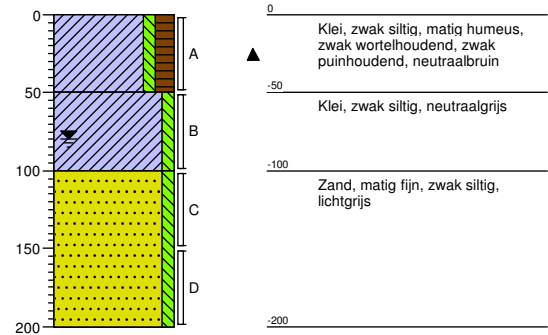 0
50
100
150
200
A
B
C
D
0
Klei, zwak siltig, matig humeus,
zwak wortelhoudend, zwak
puinhoudend, neutraalbruin
-50
Klei, zwak siltig, neutraalgrijs
-100
Zand, matig fijn, zwak siltig,
lichtgrijs
-200